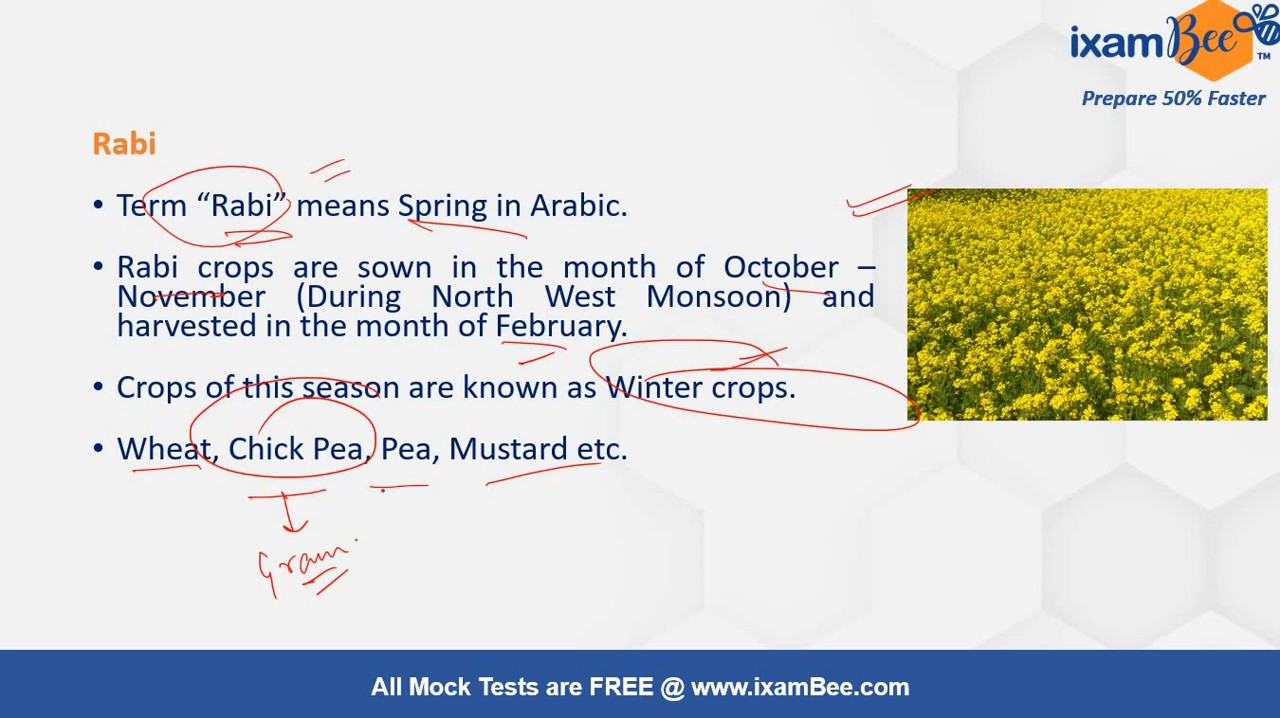 ixamBee™
Prepare 50% Faster
Rabi
• Term “Rabi” means Spring in Arabic.
• Rabi crops are sown in the month of October –
November (During North West Monsoon) and
harvested in the month of February.
• Crops of this season are known as Winter crops.
• Wheat, Chick Pea, Pea, Mustard etc.
Gram
All Mock Tests are FREE @ www.ixamBee.com